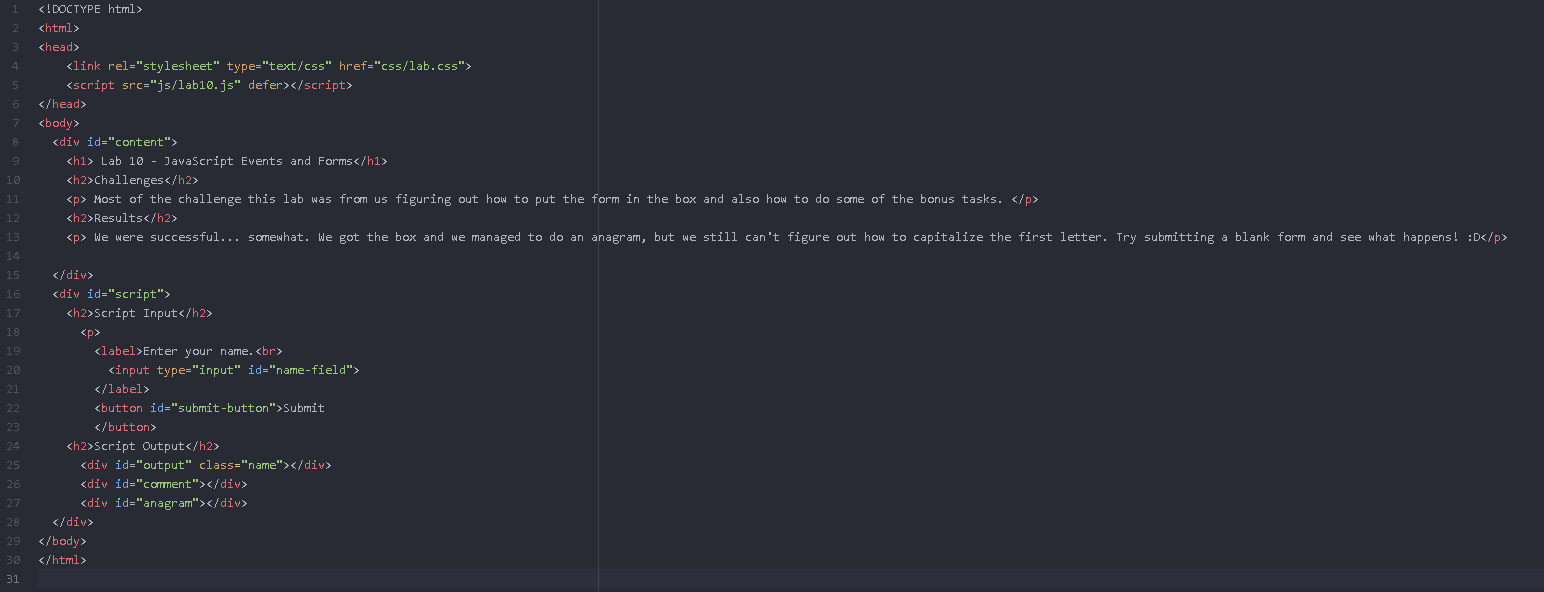 1 <!DOCTYPE html>
2 <html>
3 <head>
4     <link rel="stylesheet" type="text/css" href="css/lab.css">
5     <script src="js/lab10.js" defer></script>
6 </head>
7 <body>
8   <div id="content">
9     <h1> Lab 10 - JavaScript Events and Forms</h1>
10     <h2>Challenges</h2>
11     <p> Most of the challenge this lab was from us figuring out how to put the form in the box and also how to do some of the bonus tasks. </p>
12     <h2>Results</h2>
13     <p> We were successful... somewhat. We got the box and we managed to do an anagram, but we still can't figure out how to capitalize the first letter. Try submitting a blank form and see what happens! :D</p>
14
15   </div>
16   <div id="script">
17     <h2>Script Input</h2>
18       <p>
19         <label>Enter your name.<br>
20           <input type="input" id="name-field">
21         </label>
22         <button id="submit-button">Submit
23         </button>
24     <h2>Script Output</h2>
25       <div id="output" class="name"></div>
26       <div id="comment"></div>
27       <div id="anagram"></div>
28   </div>
29 </body>
30 </html>
31